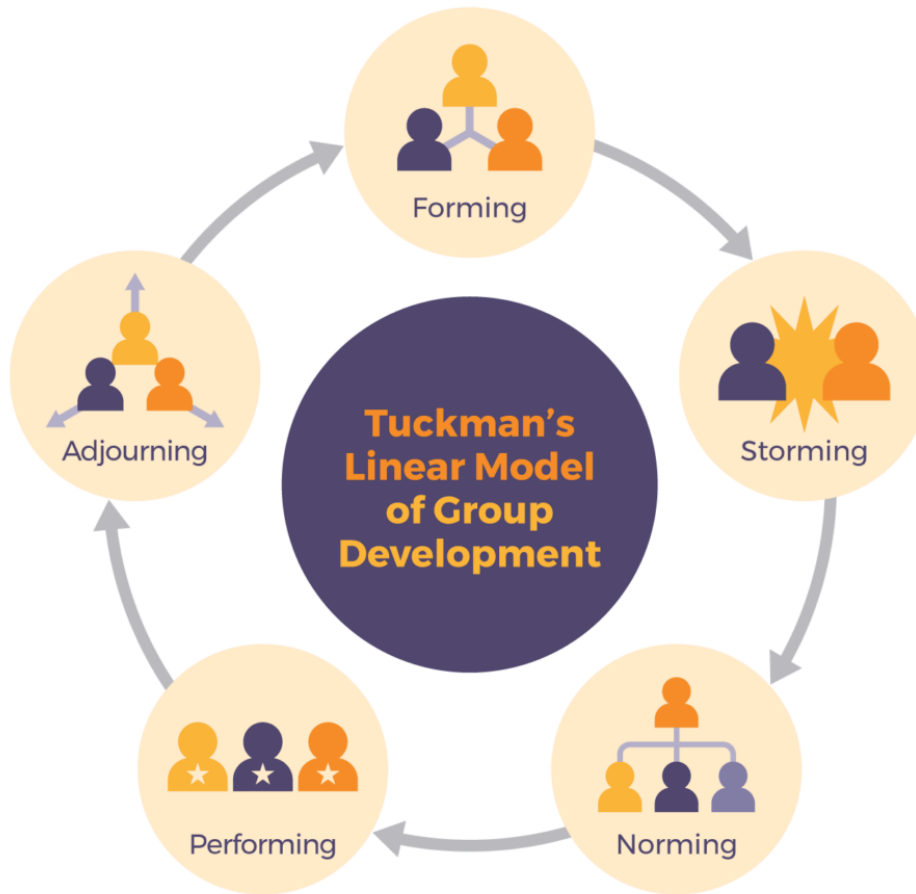 Forming
Storming
Norming
Performing
Adjourning
Tuckman’s
Linear Model
of Group
Development